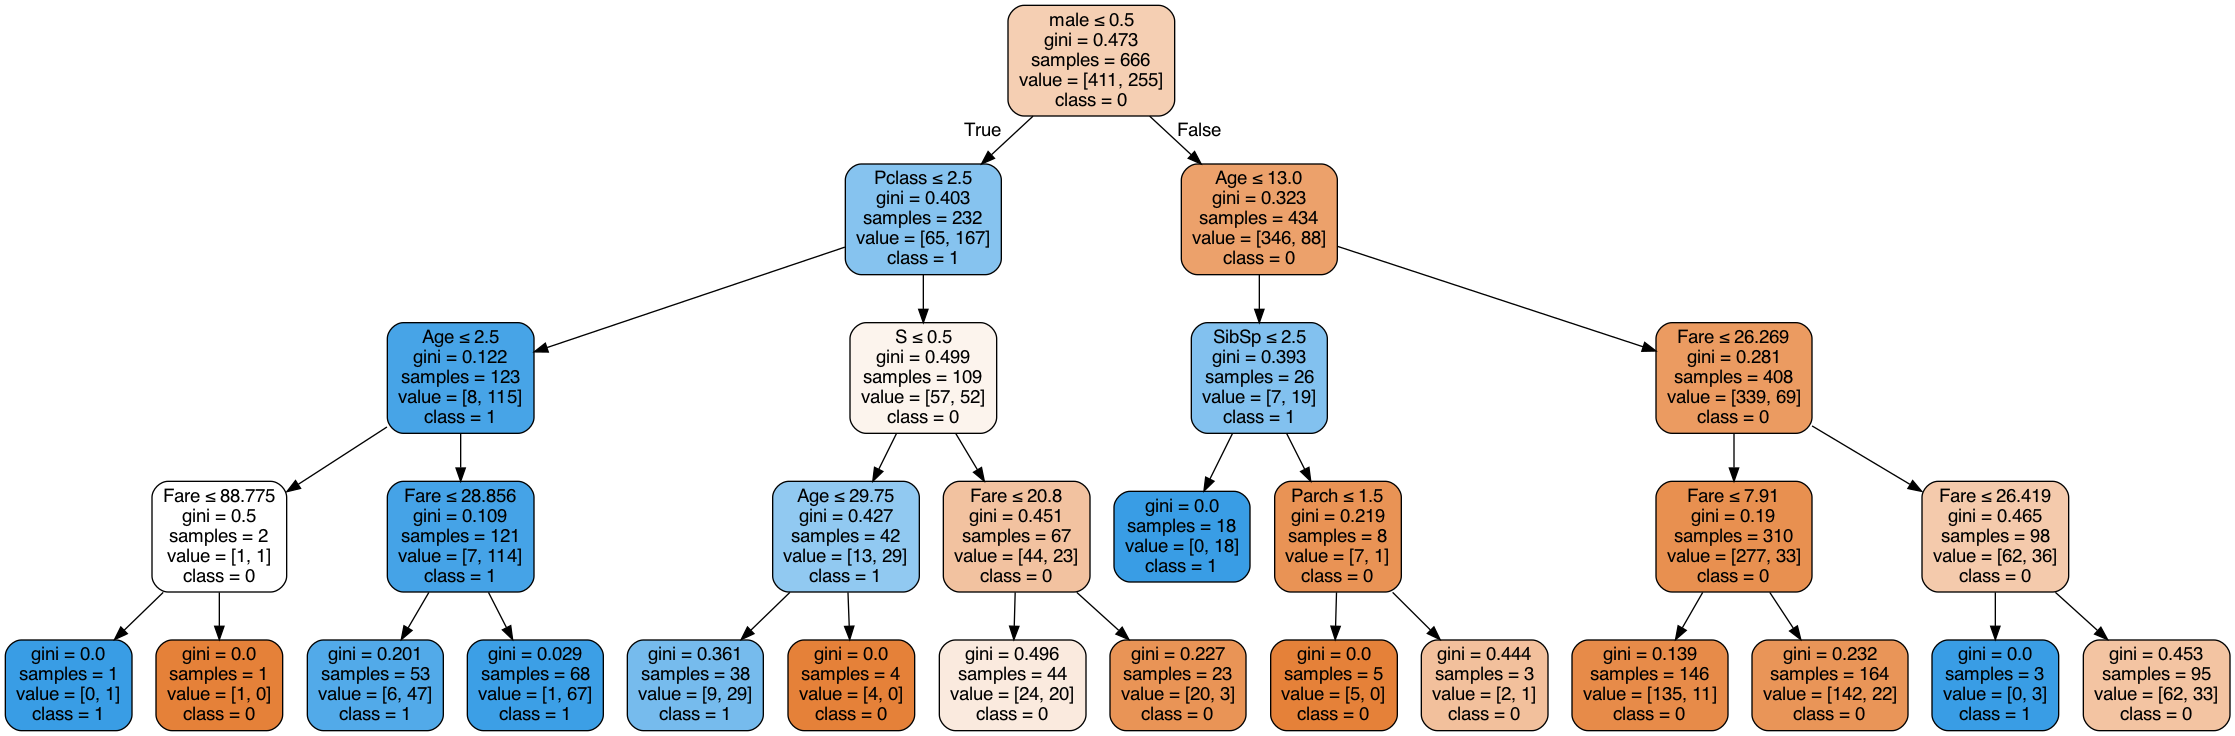 male ≤ 0.5
gini = 0.473
samples = 666
value = [411, 255]
class = 0
True
False
Pclass ≤ 2.5
gini = 0.403
samples = 232
value = [65, 167]
class = 1
Age ≤ 13.0
gini = 0.323
samples = 434
value = [346, 88]
class = 0
Age ≤ 2.5
gini = 0.122
samples = 123
value = [8, 115]
class = 1
S ≤ 0.5
gini = 0.499
samples = 109
value = [57, 52]
class = 0
SibSp ≤ 2.5
gini = 0.393
samples = 26
value = [7, 19]
class = 1
Fare ≤ 26.269
gini = 0.281
samples = 408
value = [339, 69]
class = 0
Fare ≤ 88.775
gini = 0.5
samples = 2
value = [1, 1]
class = 0
Fare ≤ 28.856
gini = 0.109
samples = 121
value = [7, 114]
class = 1
Age ≤ 29.75
gini = 0.427
samples = 42
value = [13, 29]
class = 1
Fare ≤ 20.8
gini = 0.451
samples = 67
value = [44, 23]
class = 0
gini = 0.0
samples = 18
value = [0, 18]
class = 1
Parch ≤ 1.5
gini = 0.219
samples = 8
value = [7, 1]
class = 0
Fare ≤ 7.91
gini = 0.19
samples = 310
value = [277, 33]
class = 0
Fare ≤ 26.419
gini = 0.465
samples = 98
value = [62, 36]
class = 0
gini = 0.0
samples = 1
value = [0, 1]
class = 1
gini = 0.0
samples = 1
value = [1, 0]
class = 0
gini = 0.201
samples = 53
value = [6, 47]
class = 1
gini = 0.029
samples = 68
value = [1, 67]
class = 1
gini = 0.361
samples = 38
value = [9, 29]
class = 1
gini = 0.0
samples = 4
value = [4, 0]
class = 0
gini = 0.496
samples = 44
value = [24, 20]
class = 0
gini = 0.227
samples = 23
value = [20, 3]
class = 0
gini = 0.0
samples = 5
value = [5, 0]
class = 0
gini = 0.444
samples = 3
value = [2, 1]
class = 0
gini = 0.139
samples = 146
value = [135, 11]
class = 0
gini = 0.232
samples = 164
value = [142, 22]
class = 0
gini = 0.0
samples = 3
value = [0, 3]
class = 1
gini = 0.453
samples = 95
value = [62, 33]
class = 0